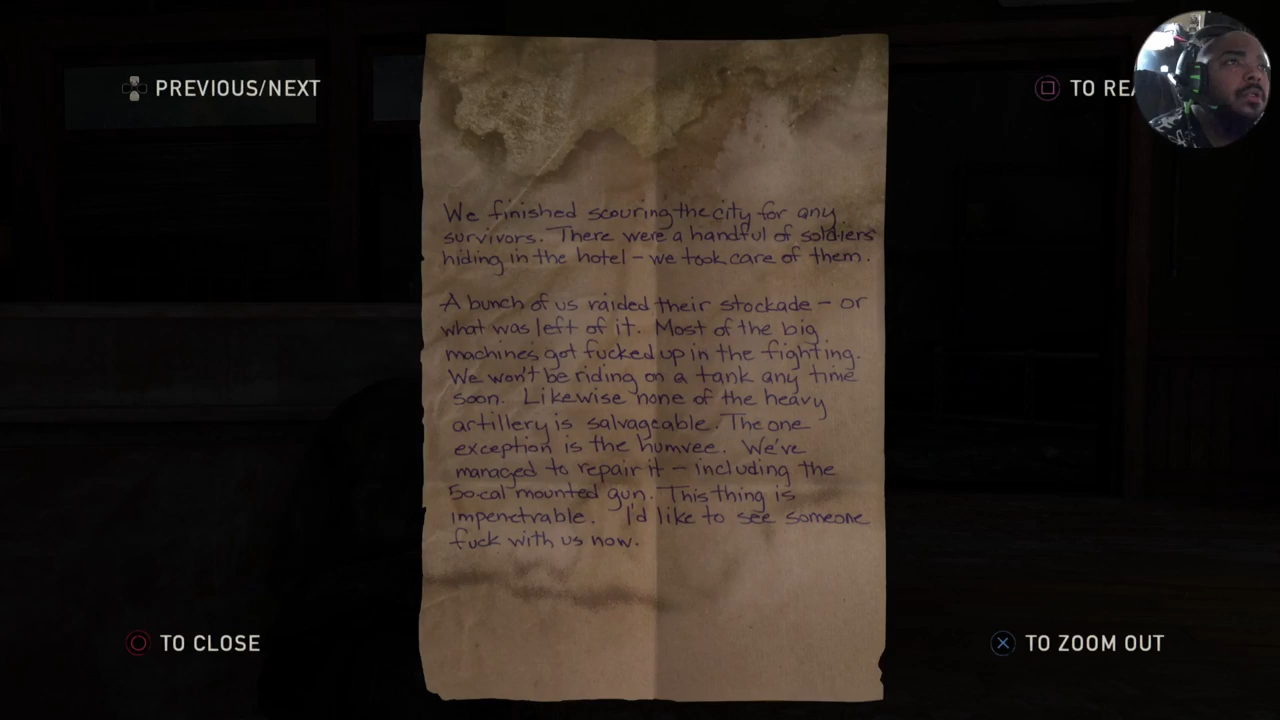 PREVIOUS/NEXT
TO REA
We finished scouring the city for any
survivors. There were a handful of soldiers
hiding in the hotel – we took care of them.
A bunch of us raided their stockade – or
what was left of it. Most of the big
machines got fucked up in the fighting.
We won't be riding on a tank any time
soon. Likewise none of the heavy
artillery is salvageable. The one
exception is the humvee. We've
managed to repair it – including the
50-cal mounted gun. This thing is
impenetrable. I'd like to see someone
fuck with us now.
TO CLOSE
TO ZOOM OUT